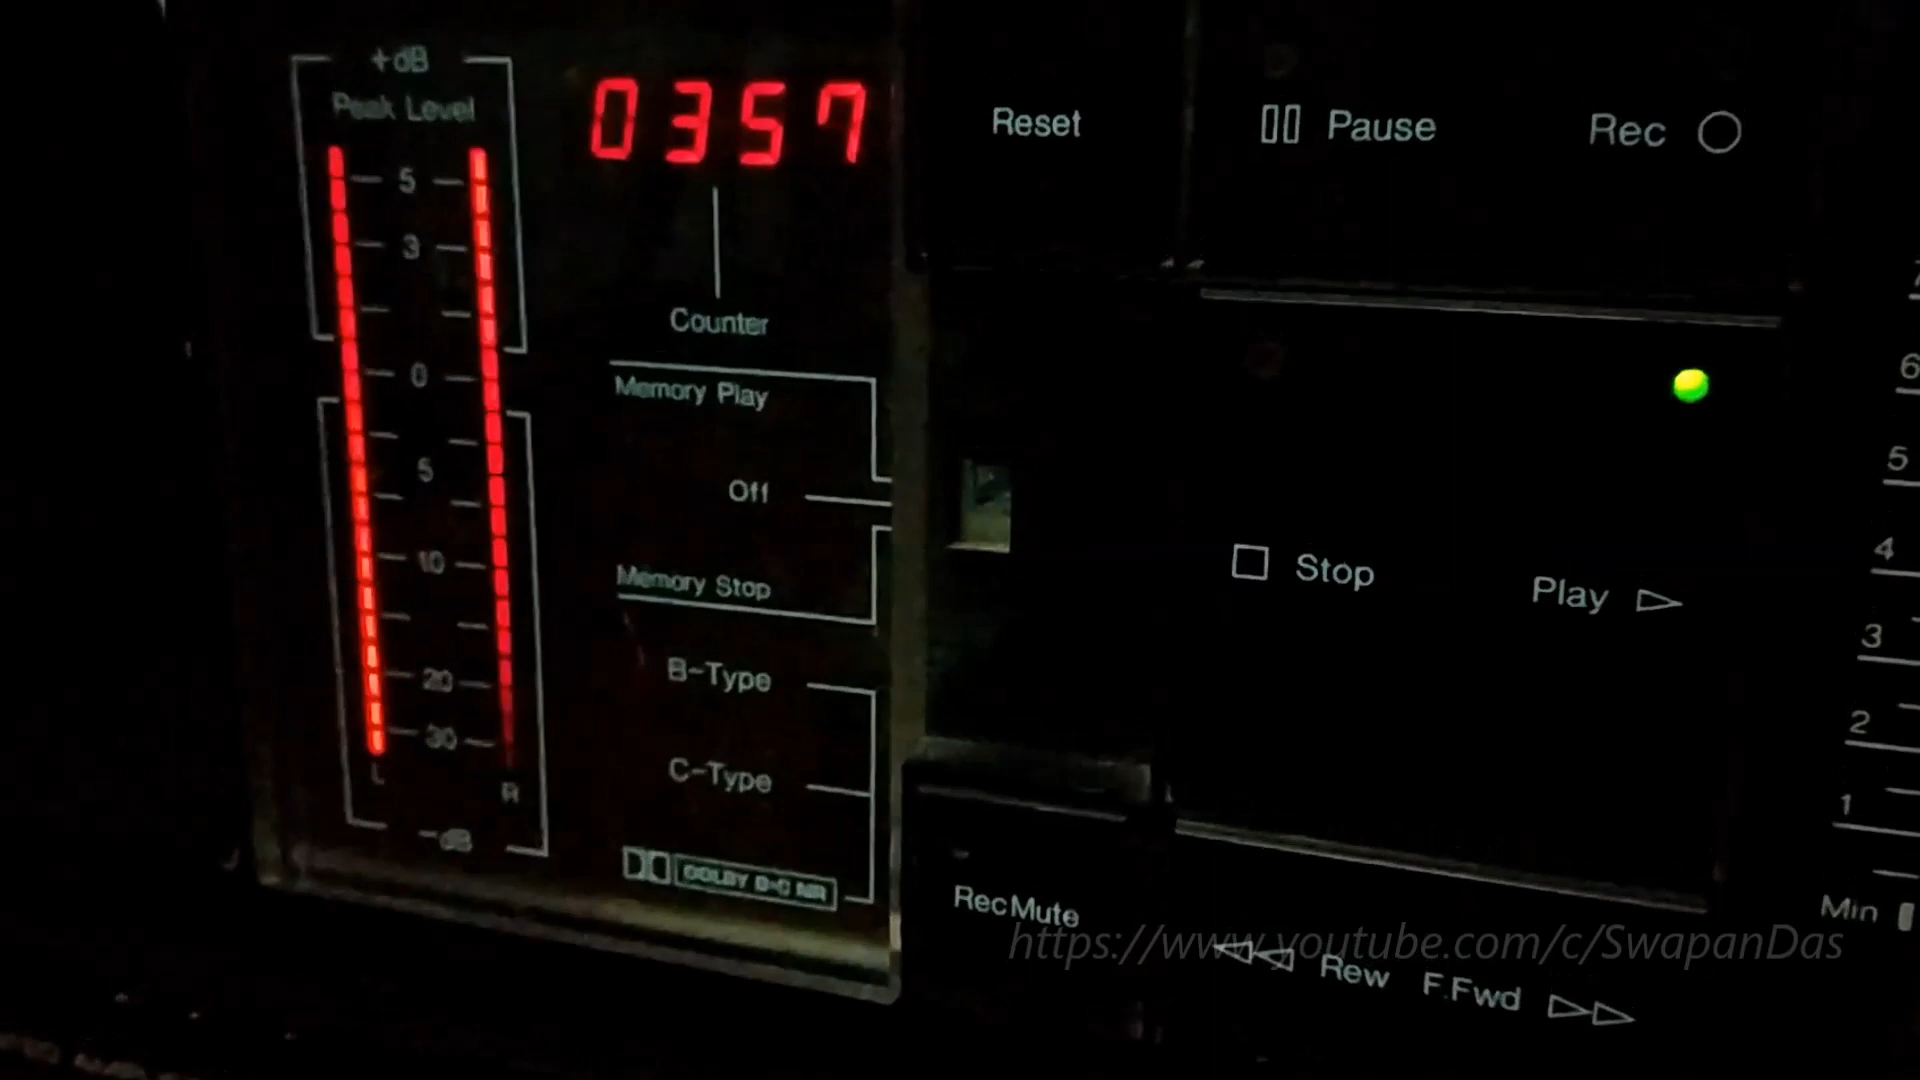 +dB
Peak Level
5
3
0
5
10
20
30
L
R
-dB
0357
Counter
Memory Play
Off
Memory Stop
B-Type
C-Type
DOLBY B-C NR
Reset
Pause
Rec
Stop
Play
Rec Mute
Rew
F.Fwd
6
5
4
3
2
1
Min
https://www.youtube.com/c/SwapanDas